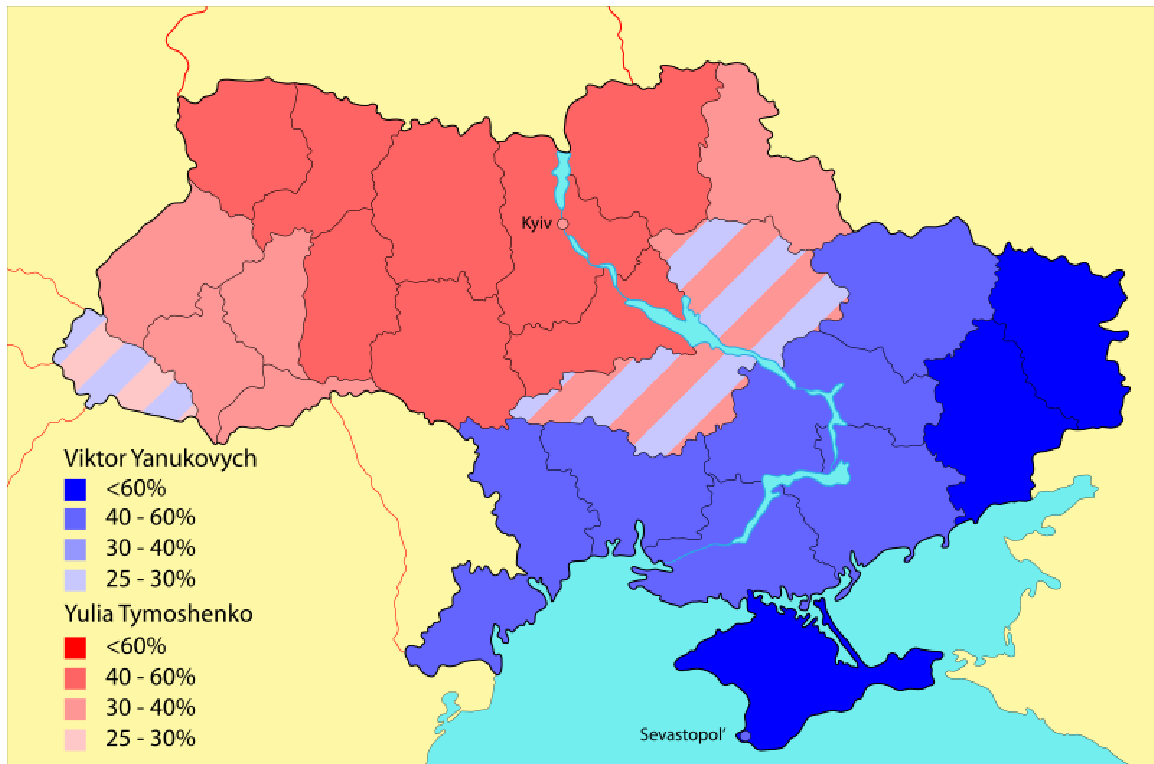 Kyiv
Viktor Yanukovych
<60%
40 - 60%
30 - 40%
25 - 30%
Yulia Tymoshenko
<60%
40 - 60%
30 - 40%
25 - 30%
Sevastopol'